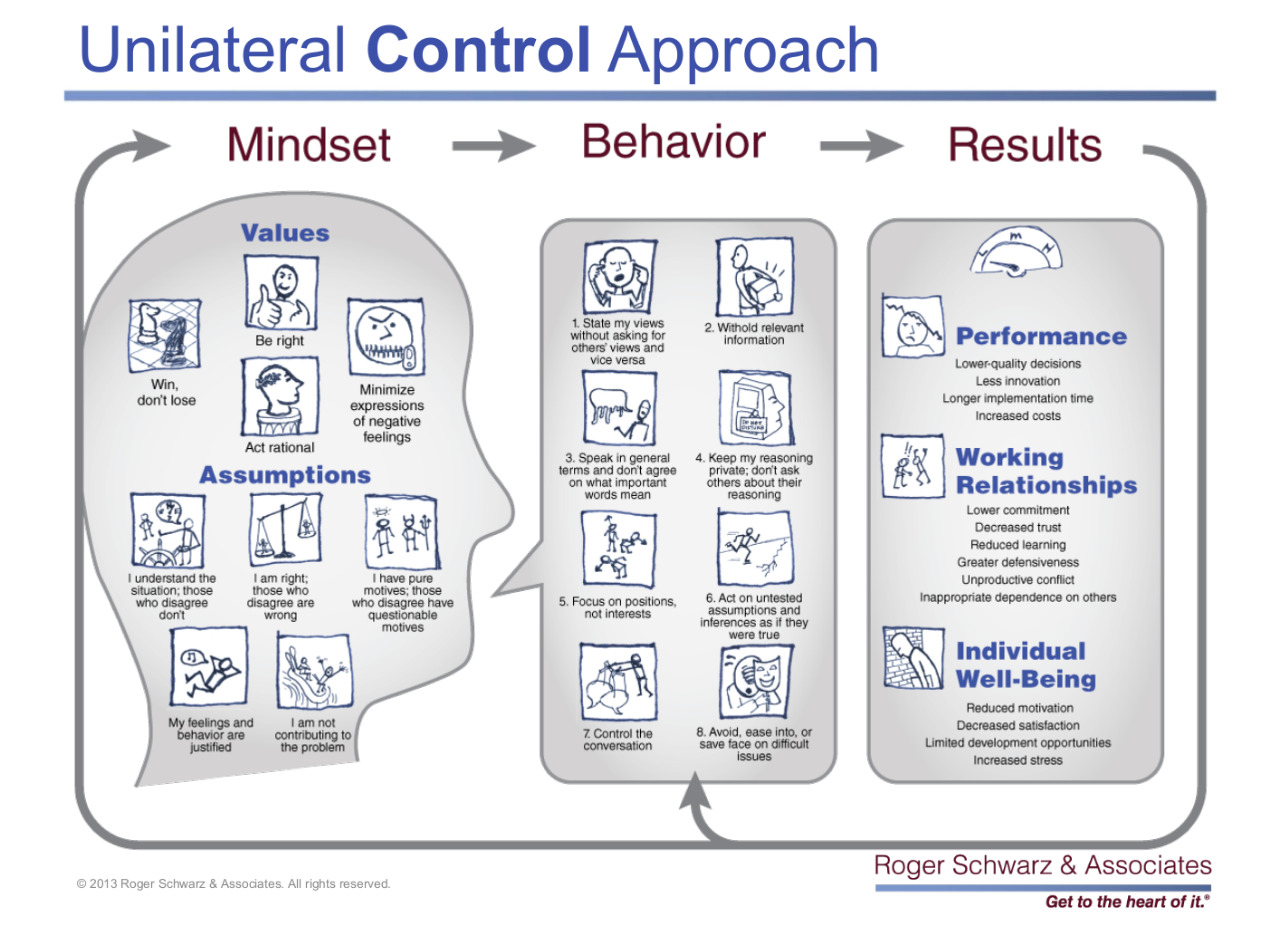 Unilateral Control Approach
Mindset
Behavior
Results
Values
Be right
Win,
don't lose
Minimize
expressions
of negative
feelings
Act rational
Assumptions
I understand the
situation; those
who disagree
don't
I am right;
those who
disagree are
wrong
I have pure
motives; those
who disagree have
questionable
motives
My feelings and
behavior are
justified
I am not
contributing to
the problem
1. State my views
without asking for
others' views and
vice versa
2. Withold relevant
information
DO NOT
DISTURB
3. Speak in general
terms and don't agree
on what important
words mean
4. Keep my reasoning
private; don't ask
others about their
reasoning
5. Focus on positions,
not interests
6. Act on untested
assumptions and
inferences as if they
were true
7. Control the
conversation
8. Avoid, ease into, or
save face on difficult
issues
L M H
Performance
Lower-quality decisions
Less innovation
Longer implementation time
Increased costs
Working
Relationships
Lower commitment
Decreased trust
Reduced learning
Greater defensiveness
Unproductive conflict
Inappropriate dependence on others
Individual
Well-Being
Reduced motivation
Decreased satisfaction
Limited development opportunities
Increased stress
© 2013 Roger Schwarz & Associates. All rights reserved.
Roger Schwarz & Associates
Get to the heart of it.®